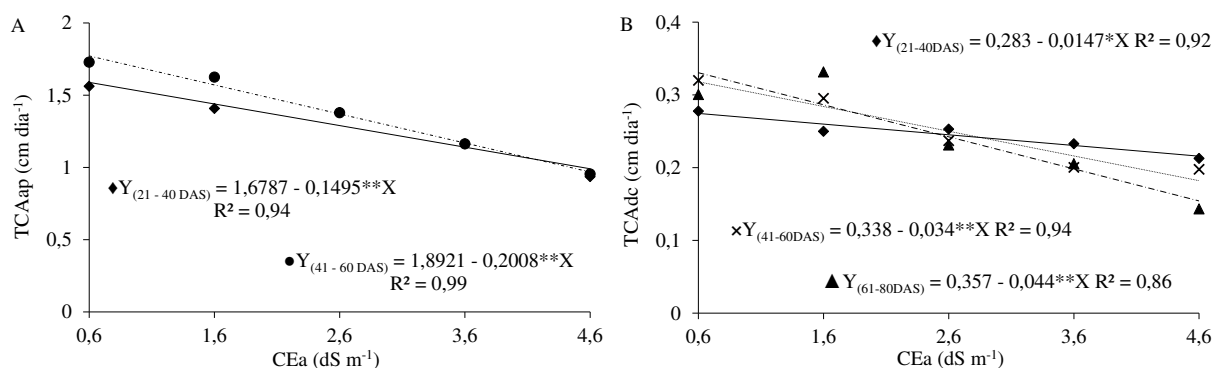 A
TCAap (cm dia-1)
2
1,5
1
0,5
0
Y(21 - 40 DAS) = 1,6787 - 0,1495**X
R² = 0,94
Y(41 - 60 DAS) = 1,8921 - 0,2008**X
R² = 0,99
0,6 1,6 2,6 3,6 4,6
CEa (dS m-1)
B
TCAdc (cm dia-1)
0,4
0,3
0,2
0,1
0
Y(21-40DAS) = 0,283 - 0,0147*X R² = 0,92
Y(41-60DAS) = 0,338 - 0,034**X R² = 0,94
Y(61-80DAS) = 0,357 - 0,044**X R² = 0,86
0,6 1,6 2,6 3,6 4,6
CEa (dS m-1)